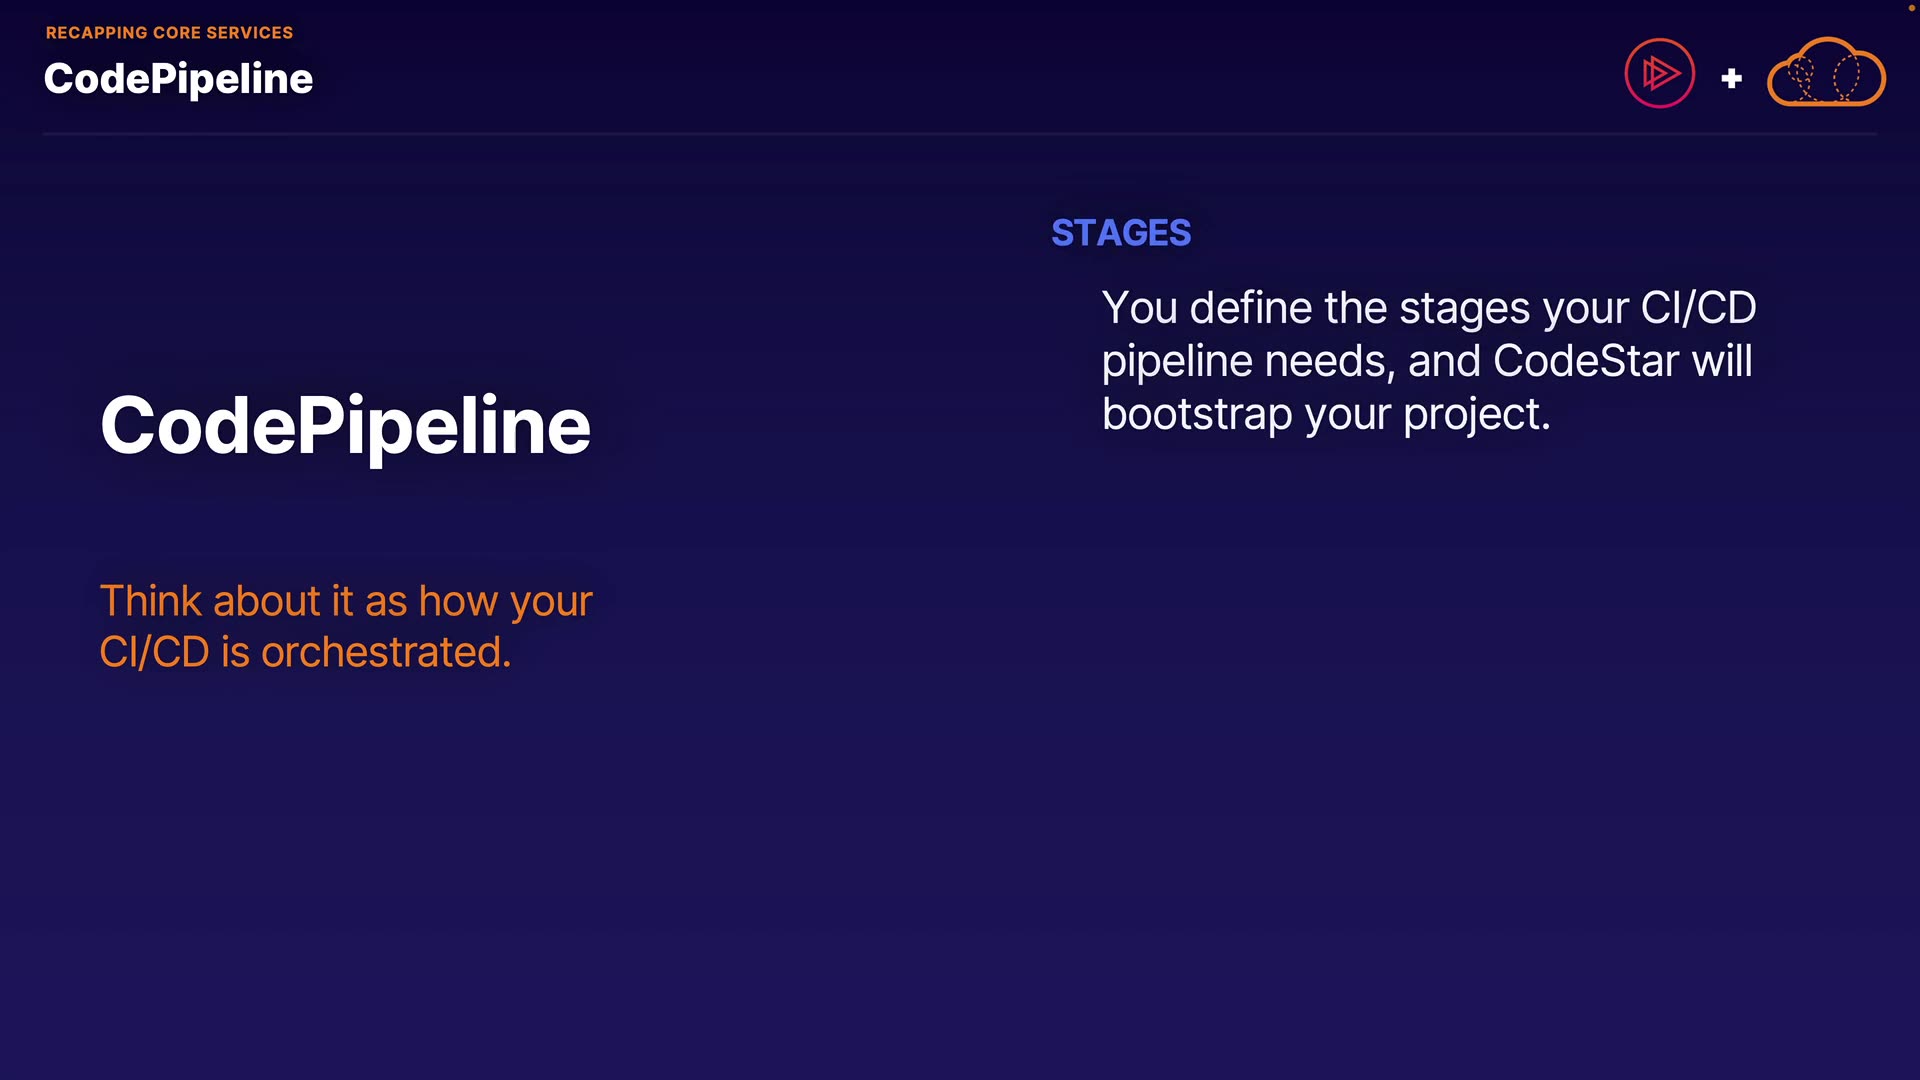 RECAPPING CORE SERVICES
CodePipeline
+
CodePipeline
Think about it as how your
CI/CD is orchestrated.
STAGES
You define the stages your CI/CD
pipeline needs, and CodeStar will
bootstrap your project.